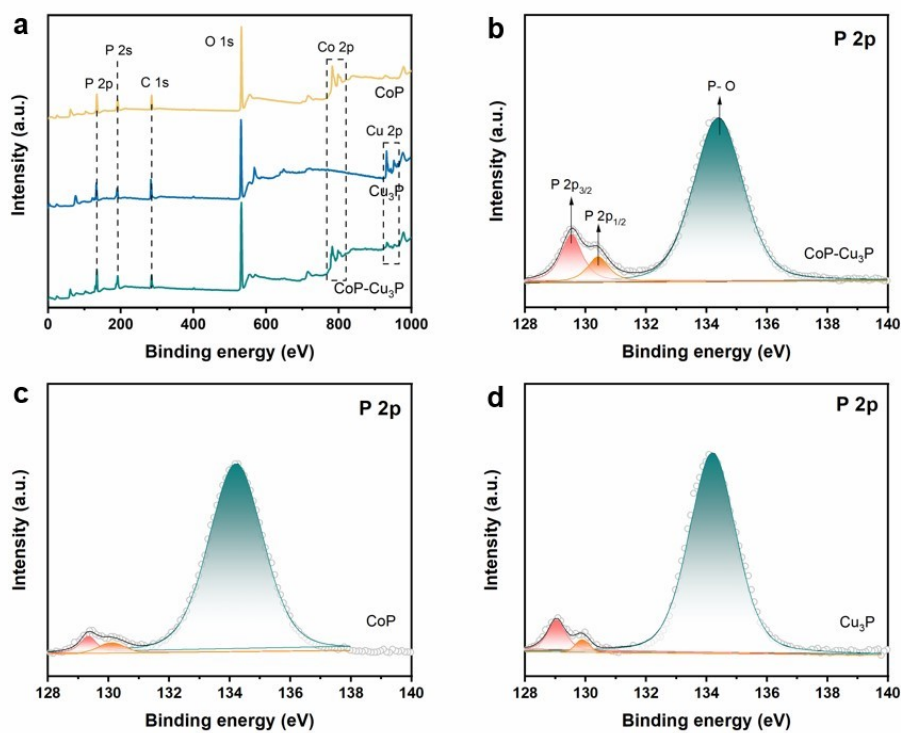 a
P 2p
P 2s
C 1s
O 1s
Co 2p
CoP
Cu 2p
Cu₃P
CoP-Cu₃P
Intensity (a.u.)
0 200 400 600 800 1000
Binding energy (eV)
b
P 2p
P- O
P 2p₃/₂
P 2p₁/₂
CoP-Cu₃P
Intensity (a.u.)
128 130 132 134 136 138 140
Binding energy (eV)
c
P 2p
CoP
Intensity (a.u.)
128 130 132 134 136 138 140
Binding energy (eV)
d
P 2p
Cu₃P
Intensity (a.u.)
128 130 132 134 136 138 140
Binding energy (eV)